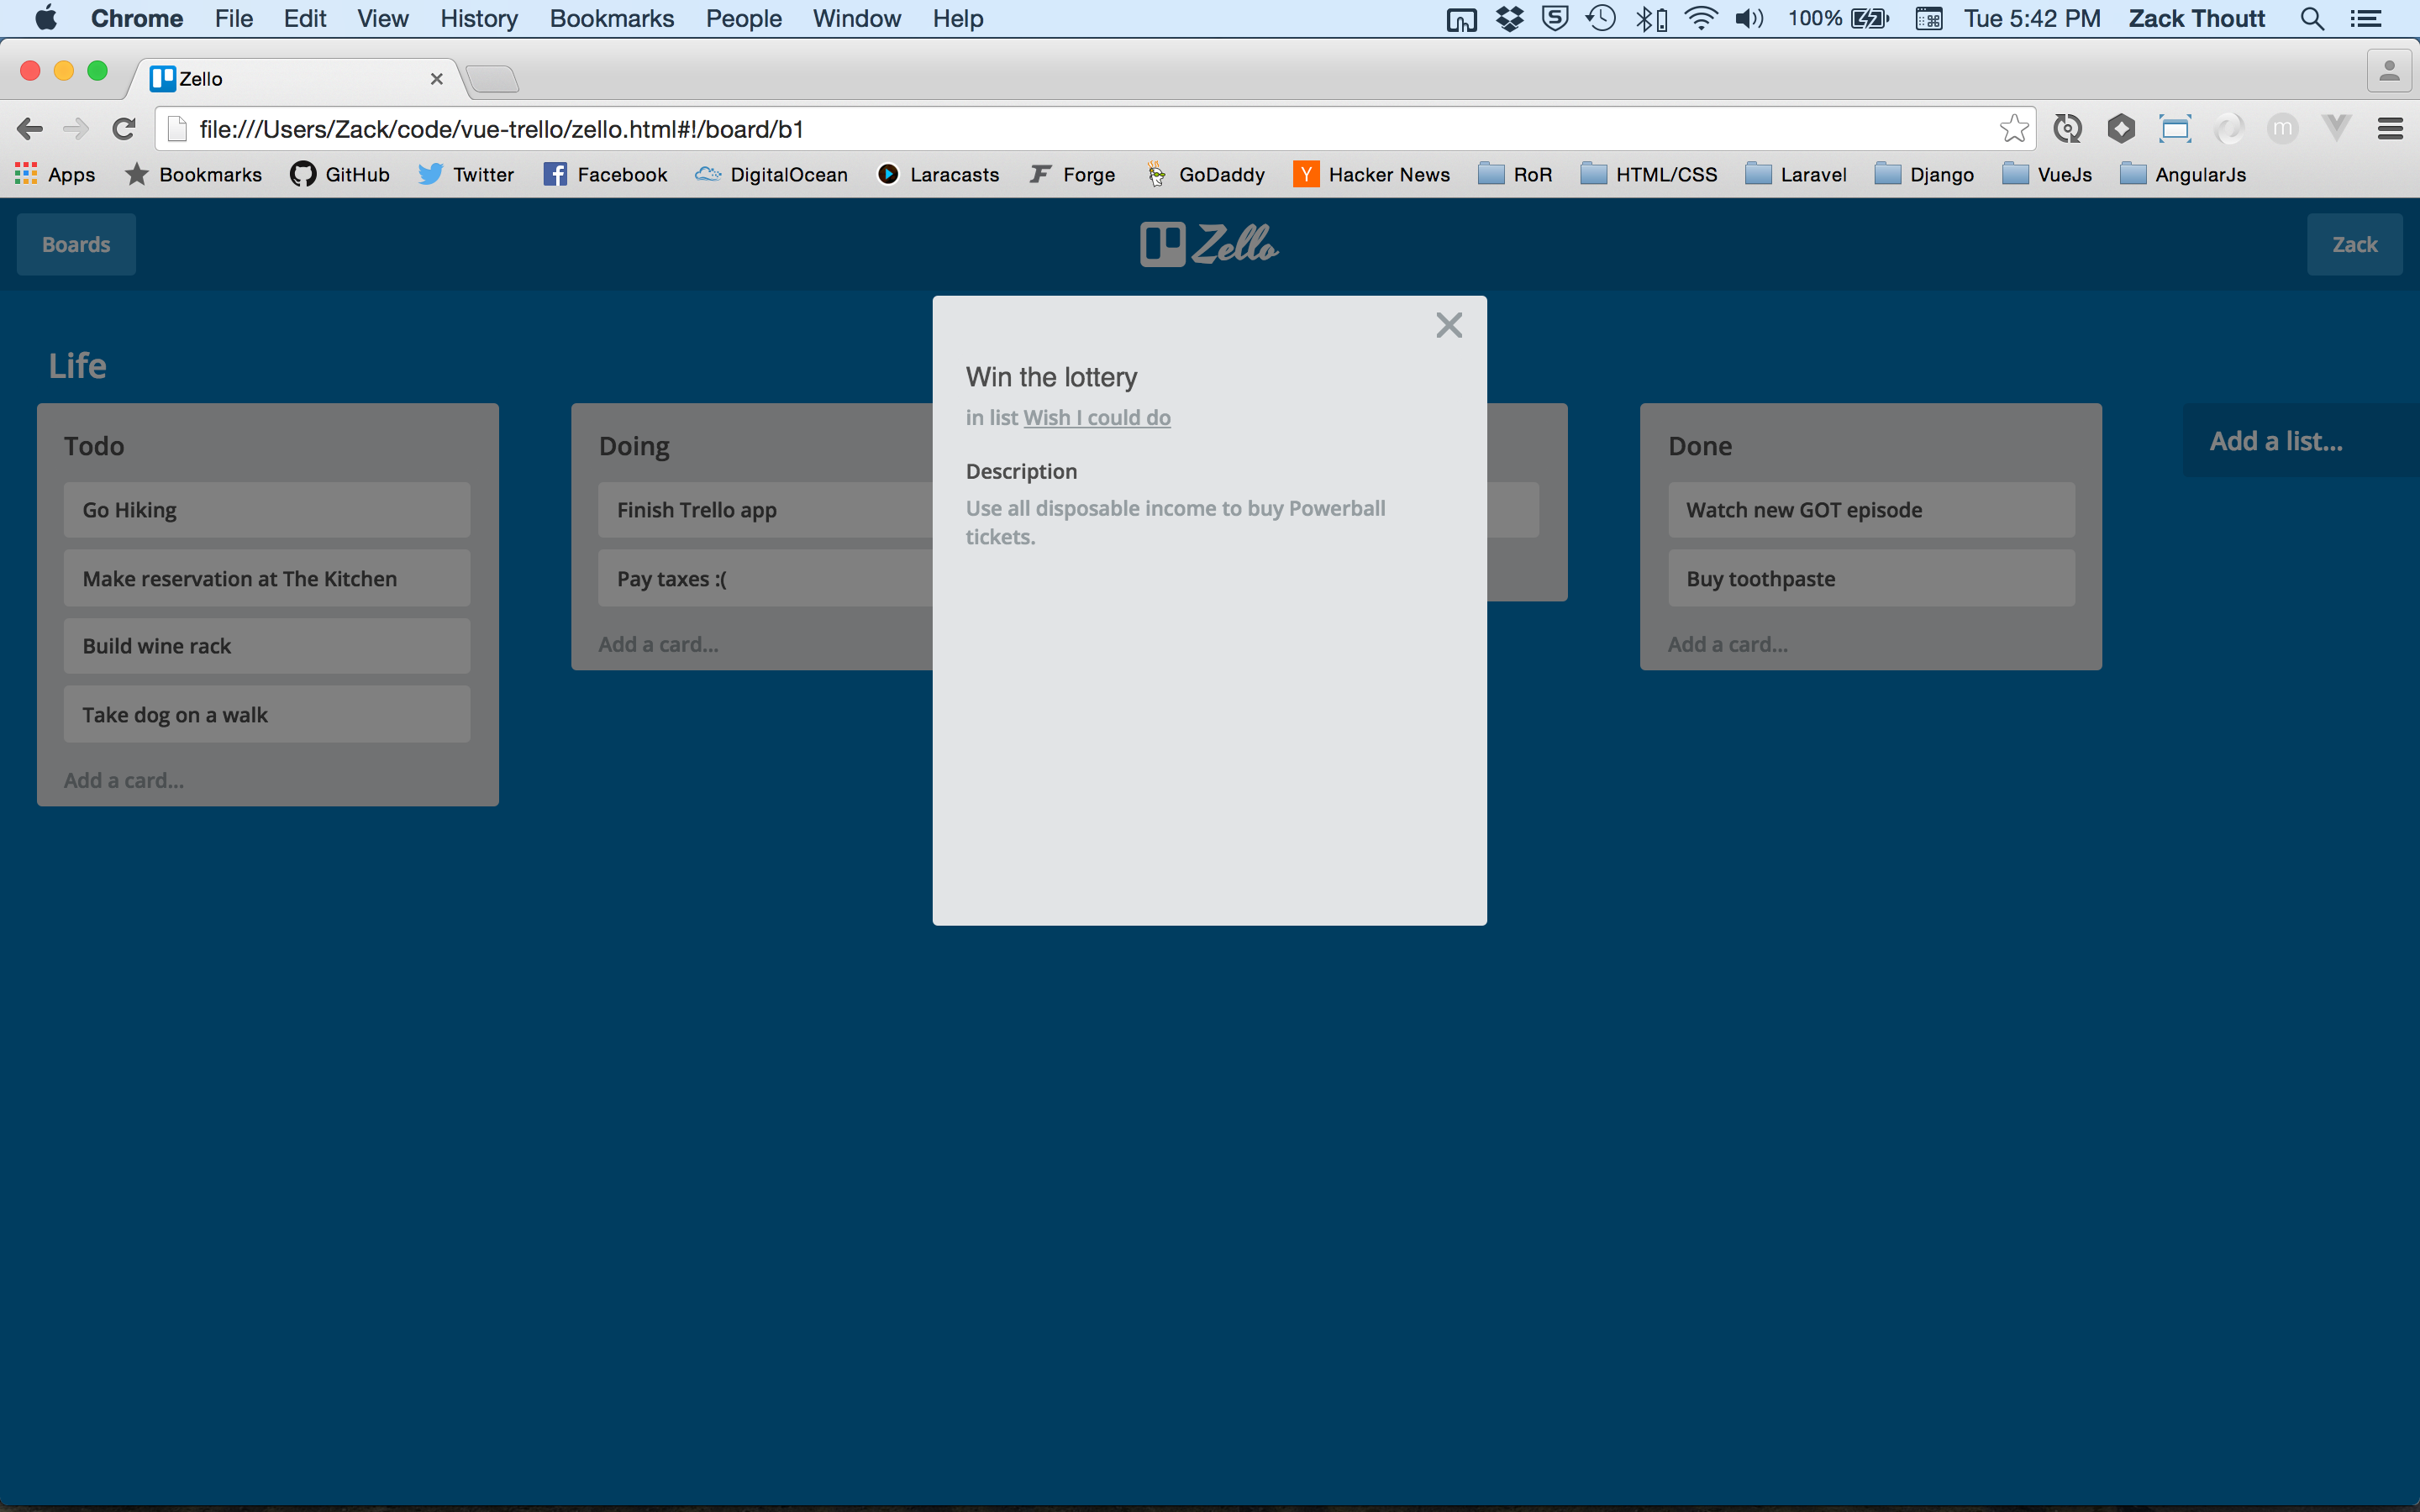 Chrome File Edit View History Bookmarks People Window Help 100% Tue 5:42 PM Zack Thoutt
Zello
file:///Users/Zack/code/vue-trello/zello.html#!/board/b1
Apps Bookmarks GitHub Twitter Facebook DigitalOcean Laracasts Forge GoDaddy Hacker News RoR HTML/CSS Laravel Django VueJs AngularJs
Boards Zello Zack
Life
Todo
Go Hiking
Make reservation at The Kitchen
Build wine rack
Take dog on a walk
Add a card...
Doing
Finish Trello app
Pay taxes :(
Add a card...
Win the lottery
in list Wish I could do
Description
Use all disposable income to buy Powerball
tickets.
Done
Watch new GOT episode
Buy toothpaste
Add a card...
Add a list...